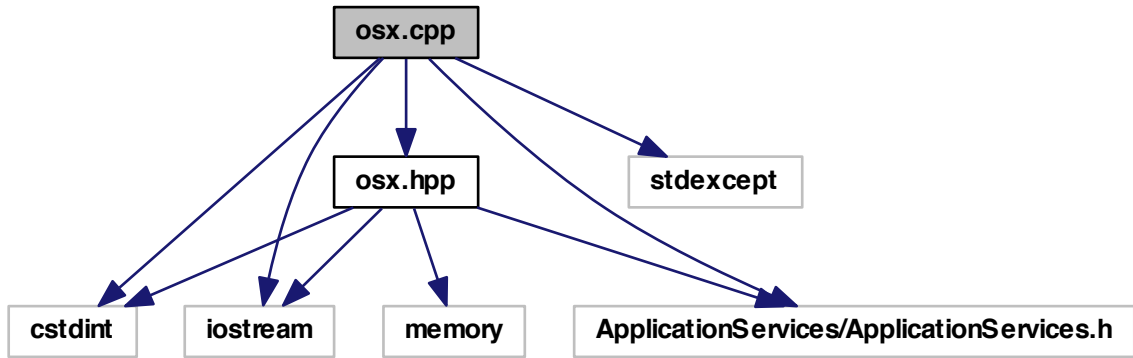 osx.cpp
osx.hpp
stdexcept
cstdint
iostream
memory
ApplicationServices/ApplicationServices.h